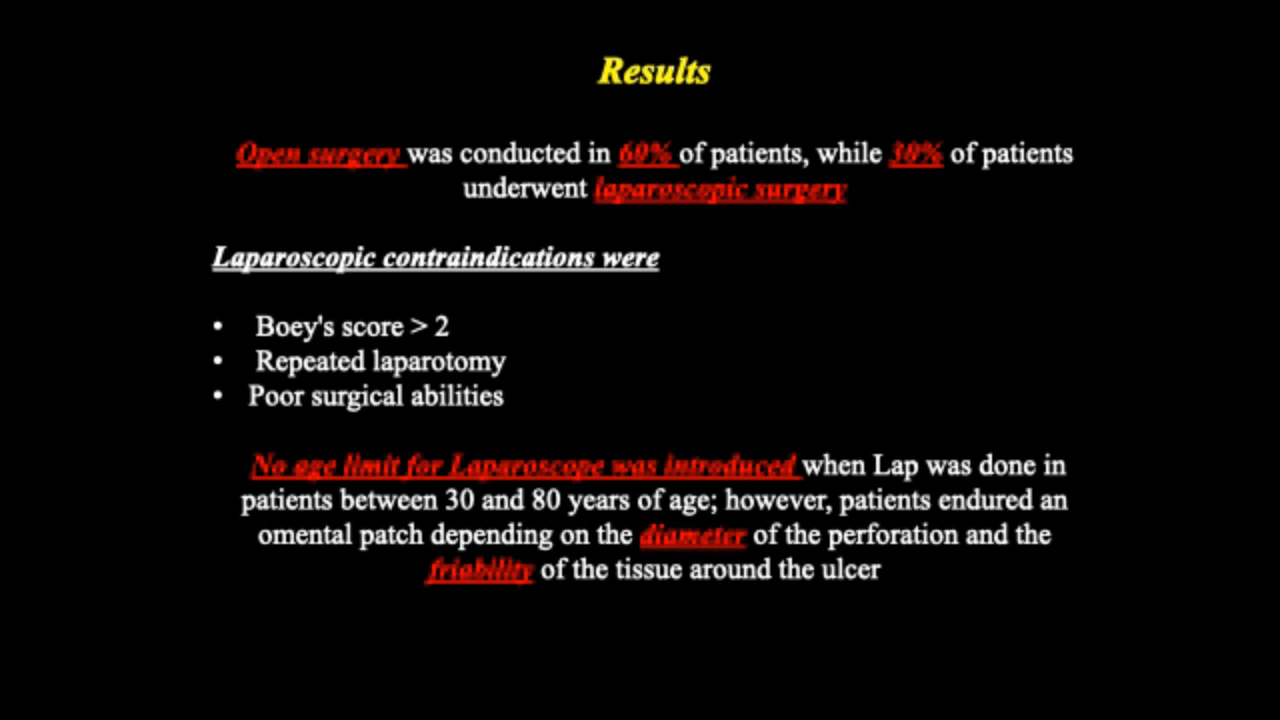 Results
Open surgery was conducted in 60% of patients, while 30% of patients
underwent laparoscopic surgery
Laparoscopic contraindications were
• Boey's score > 2
• Repeated laparotomy
• Poor surgical abilities
No age limit for Laparoscope was introduced when Lap was done in
patients between 30 and 80 years of age; however, patients endured an
omental patch depending on the diameter of the perforation and the
friability of the tissue around the ulcer